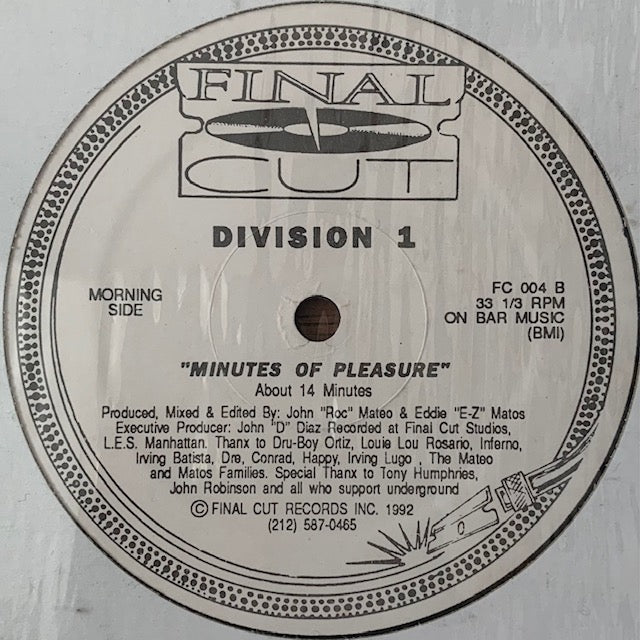 FINAL
CUT
DIVISION 1
MORNING
SIDE
FC 004 B
33 1/3 RPM
ON BAR MUSIC
(BMI)
"MINUTES OF PLEASURE"
About 14 Minutes
Produced, Mixed & Edited By: John "Roc" Mateo & Eddie "E-Z" Matos
Executive Producer: John "D" Diaz Recorded at Final Cut Studios,
L.E.S. Manhattan. Thanx to Dru-Boy Ortiz, Louie Lou Rosario, Inferno,
Irving Batista, Dre, Conrad, Happy, Irving Lugo , The Mateo
and Matos Families. Special Thanx to Tony Humphries,
John Robinson and all who support underground
© FINAL CUT RECORDS INC. 1992
(212) 587-0465